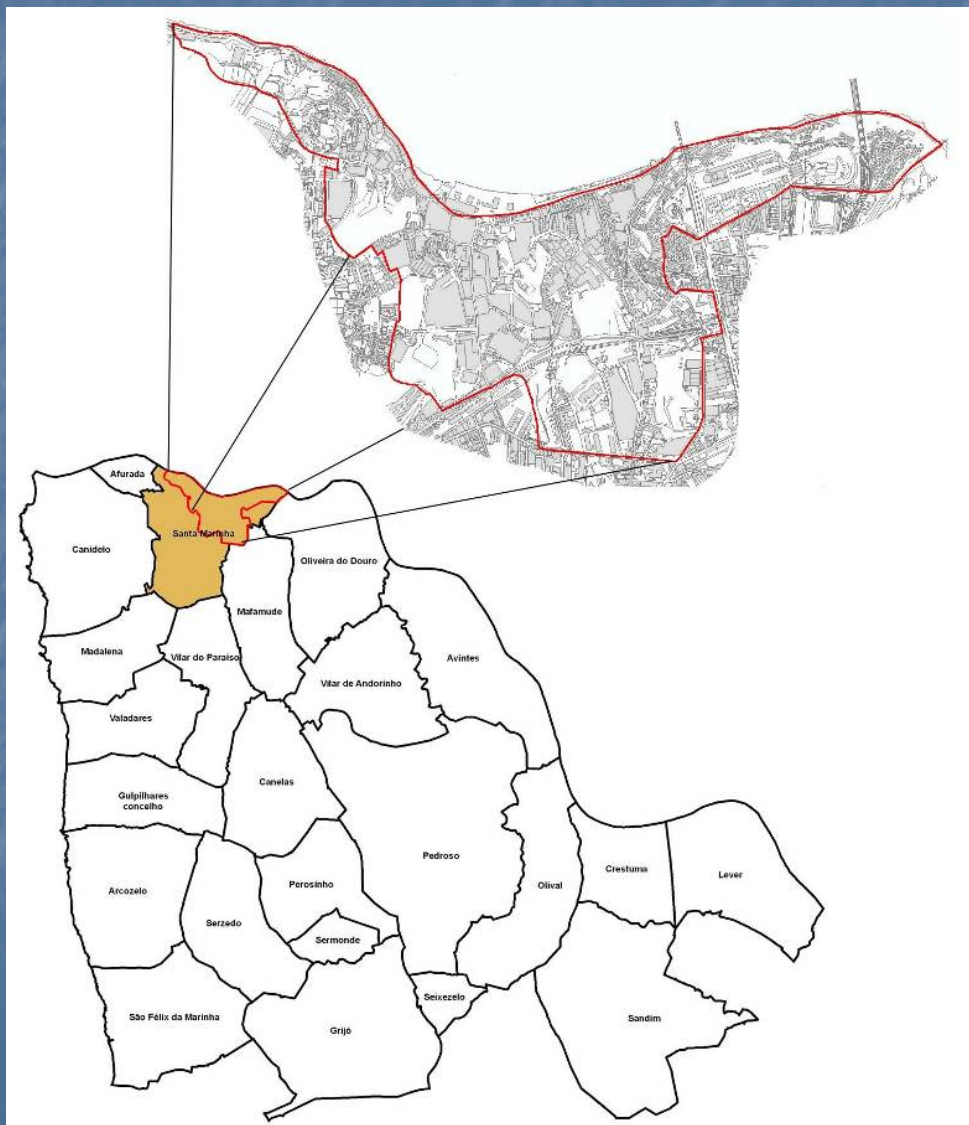 Afurada
Santa Marinha
Canidelo
Oliveira do Douro
Mafamude
Madalena
Vilar do Paraiso
Avintes
Vilar de Andorinho
Valadares
Canelas
Gulpilhares
concelho
Pedroso
Crestuma
Lever
Perosinho
Olival
Arcozelo
Serzedo
Sermonde
Seixezelo
São Félix da Marinha
Sandim
Grijó